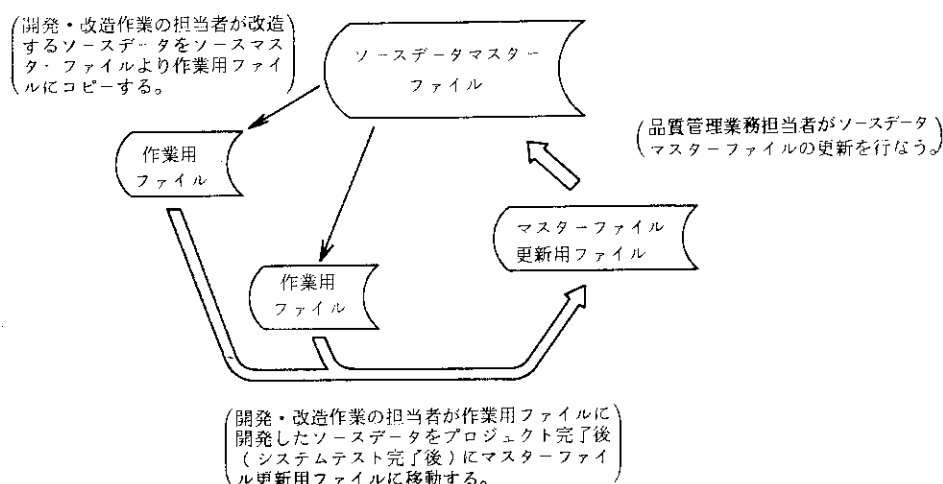 開発・改造作業の担当者が改造
するソースデータをソースマス
タ・ファイルより作業用ファイ
ルにコピーする。
ソースデータマスター
ファイル
作業用
ファイル
(品質管理業務担当者がソースデータ
マスターファイルの更新を行なう。)
マスターファイル
更新用ファイル
作業用
ファイル
開発・改造作業の担当者が作業用ファイルに
開発したソースデータをプロジェクト完了後
(システムテスト完了後)にマスターファイ
ル更新用ファイルに移動する。